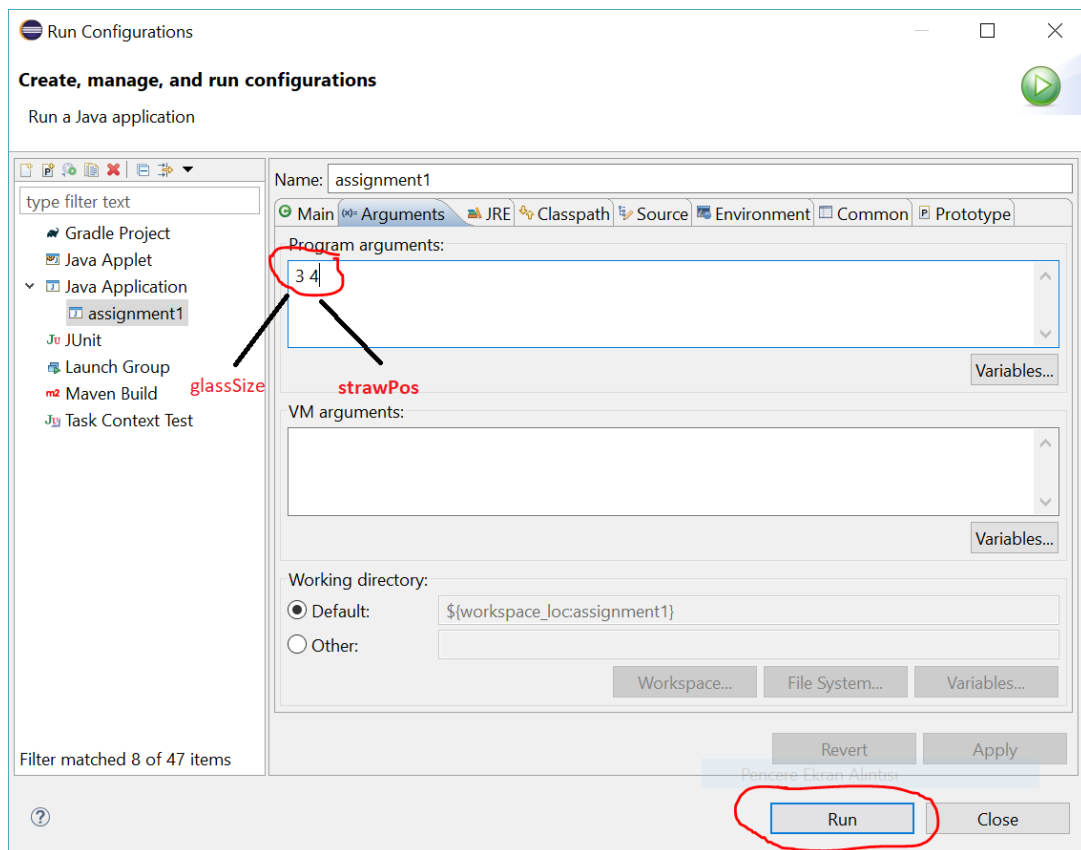 Run Configurations
Create, manage, and run configurations
Run a Java application
type filter text
Gradle Project
Java Applet
Java Application
assignment1
JUnit
Launch Group
Maven Build
Task Context Test
Filter matched 8 of 47 items
Name: assignment1
Main (x)= Arguments JRE Classpath Source Environment Common Prototype
Program arguments:
3 4
glassSize
strawPos
Variables...
VM arguments:
Variables...
Working directory:
Default: ${workspace_loc:assignment1}
Other:
Workspace... File System... Variables...
Revert Apply
Pencere Ekran Alıntısı
Run Close